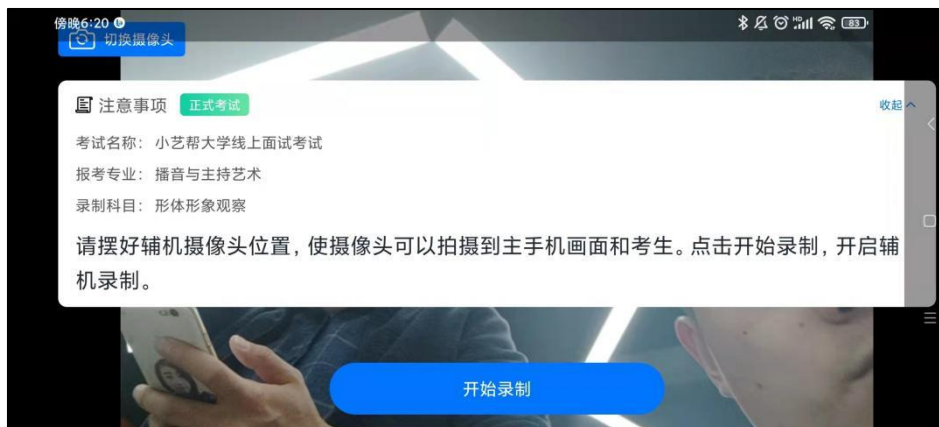 傍晚6:20
83
切换摄像头
注意事项 正式考试 收起
考试名称： 小艺帮大学线上面试考试
报考专业： 播音与主持艺术
录制科目： 形体形象观察
请摆好辅机摄像头位置，使摄像头可以拍摄到主手机画面和考生。点击开始录制，开启辅
机录制。
开始录制